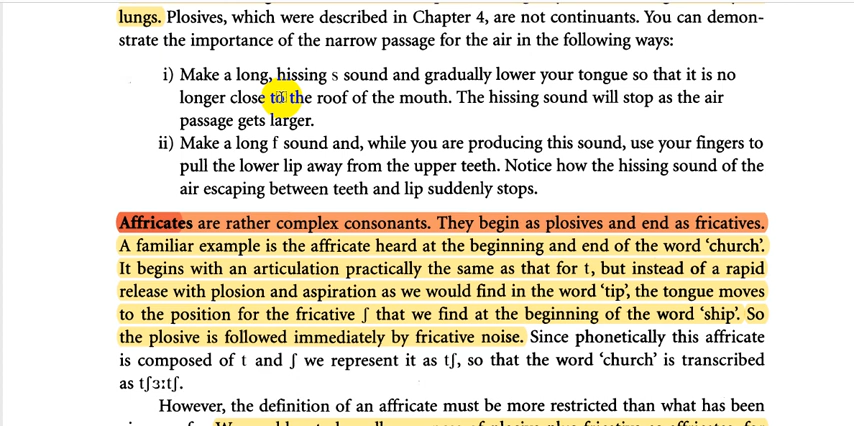 lungs. Plosives, which were described in Chapter 4, are not continuants. You can demon-
strate the importance of the narrow passage for the air in the following ways:
i) Make a long, hissing s sound and gradually lower your tongue so that it is no
longer close to the roof of the mouth. The hissing sound will stop as the air
passage gets larger.
ii) Make a long f sound and, while you are producing this sound, use your fingers to
pull the lower lip away from the upper teeth. Notice how the hissing sound of the
air escaping between teeth and lip suddenly stops.
Affricates are rather complex consonants. They begin as plosives and end as fricatives.
A familiar example is the affricate heard at the beginning and end of the word ‘church’.
It begins with an articulation practically the same as that for t, but instead of a rapid
release with plosion and aspiration as we would find in the word ‘tip’, the tongue moves
to the position for the fricative ʃ that we find at the beginning of the word ‘ship’. So
the plosive is followed immediately by fricative noise. Since phonetically this affricate
is composed of t and ʃ we represent it as tʃ, so that the word ‘church’ is transcribed
as tʃɜːtʃ.
However, the definition of an affricate must be more restricted than what has been